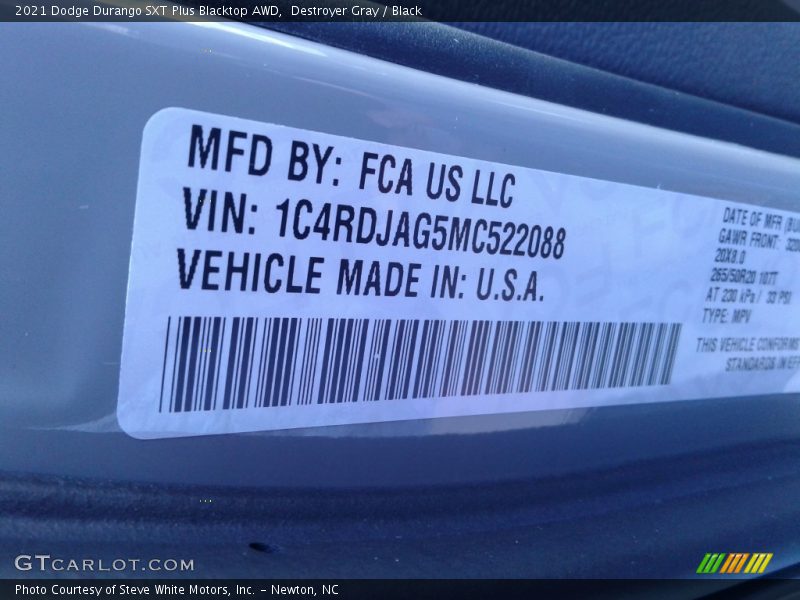 2021 Dodge Durango SXT Plus Blacktop AWD, Destroyer Gray / Black
MFD BY: FCA US LLC
VIN: 1C4RDJAG5MC522088
VEHICLE MADE IN: U.S.A.
DATE OF MFR
GAWR FRONT:
20X8.0
265/50R20 107T
AT 230 kPa / 33 PSI
TYPE: MPV
THIS VEHICLE CONFORMS
STANDARDS IN
GTCARLOT.COM
Photo Courtesy of Steve White Motors, Inc. – Newton, NC